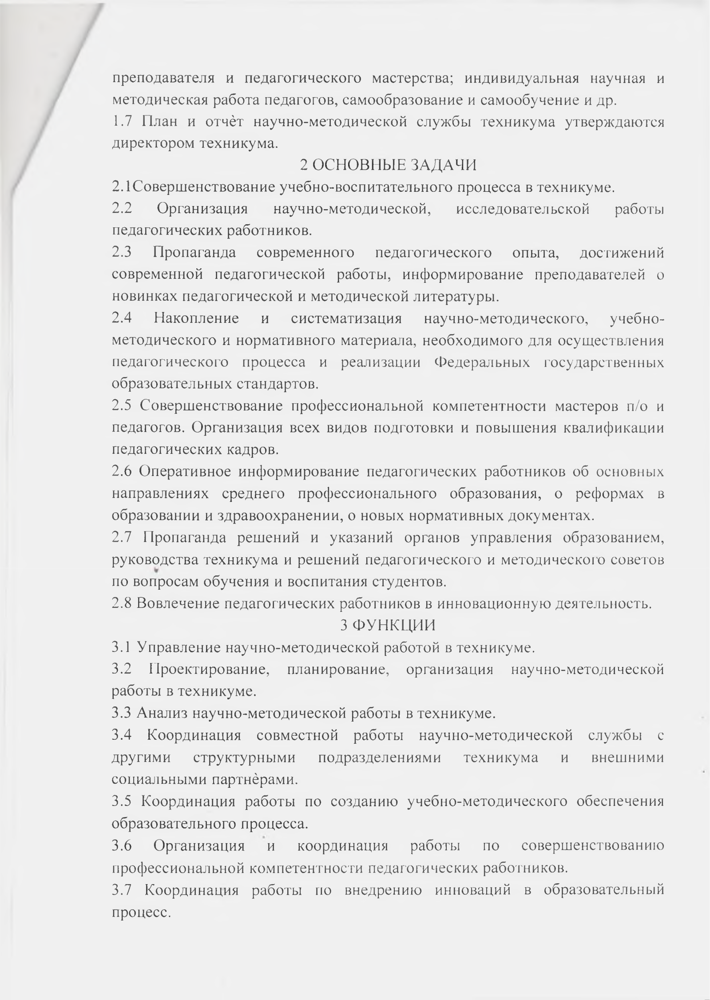 преподавателя и педагогического мастерства; индивидуальная научная и
методическая работа педагогов, самообразование и самообучение и др.
1.7 План и отчѐт научно-методической службы техникума утверждаются
директором техникума.
2 ОСНОВНЫЕ ЗАДАЧИ
2.1Совершенствование учебно-воспитательного процесса в техникуме.
2.2 Организация научно-методической, исследовательской работы
педагогических работников.
2.3 Пропаганда современного педагогического опыта, достижений
современной педагогической работы, информирование преподавателей о
новинках педагогической и методической литературы.
2.4 Накопление и систематизация научно-методического, учебно-
методического и нормативного материала, необходимого для осуществления
педагогического процесса и реализации Федеральных государственных
образовательных стандартов.
2.5 Совершенствование профессиональной компетентности мастеров п/о и
педагогов. Организация всех видов подготовки и повышения квалификации
педагогических кадров.
2.6 Оперативное информирование педагогических работников об основных
направлениях среднего профессионального образования, о реформах в
образовании и здравоохранении, о новых нормативных документах.
2.7 Пропаганда решений и указаний органов управления образованием,
руководства техникума и решений педагогического и методического советов
по вопросам обучения и воспитания студентов.
2.8 Вовлечение педагогических работников в инновационную деятельность.
3 ФУНКЦИИ
3.1 Управление научно-методической работой в техникуме.
3.2 Проектирование, планирование, организация научно-методической
работы в техникуме.
3.3 Анализ научно-методической работы в техникуме.
3.4 Координация совместной работы научно-методической службы с
другими структурными подразделениями техникума и внешними
социальными партнѐрами.
3.5 Координация работы по созданию учебно-методического обеспечения
образовательного процесса.
3.6 Организация и координация работы по совершенствованию
профессиональной компетентности педагогических работников.
3.7 Координация работы по внедрению инноваций в образовательный
процесс.